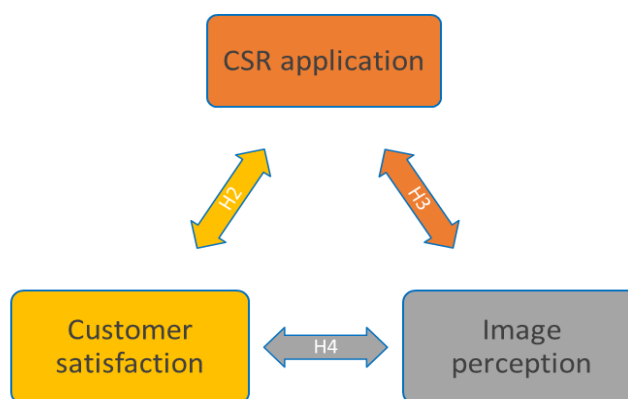 CSR application
H2
H3
Customer
satisfaction
H4
Image
perception